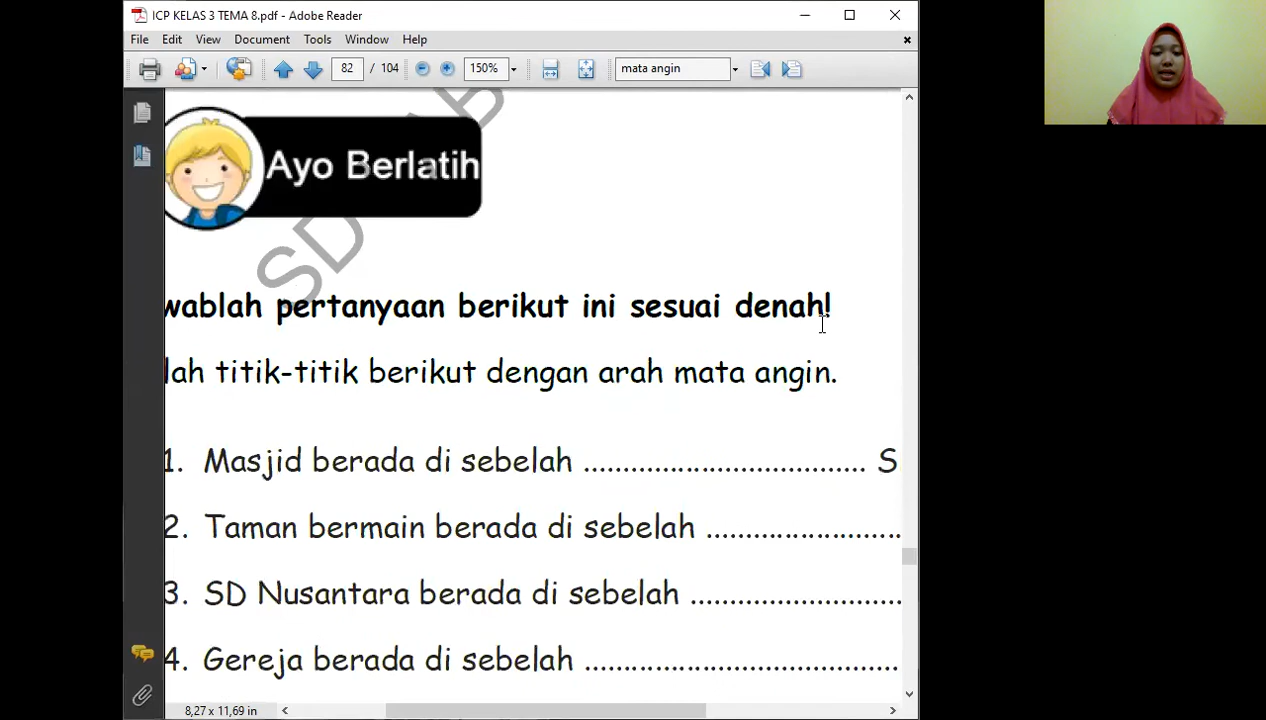 ICP KELAS 3 TEMA 8.pdf - Adobe Reader
File Edit View Document Tools Window Help
82 / 104 150% mata angin
Ayo Berlatih
SD AB
wablah pertanyaan berikut ini sesuai denah!
lah titik-titik berikut dengan arah mata angin.
1. Masjid berada di sebelah .................................... S
2. Taman bermain berada di sebelah .........................
3. SD Nusantara berada di sebelah ...........................
4. Gereja berada di sebelah ........................................
8,27 x 11,69 in